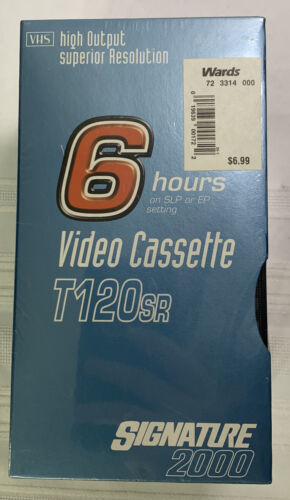 VHS
high Output
superior Resolution
Wards
72 3314 000
$6.99
6
hours
on SLP or EP
setting
Video Cassette
T120SR
SIGNATURE
2000